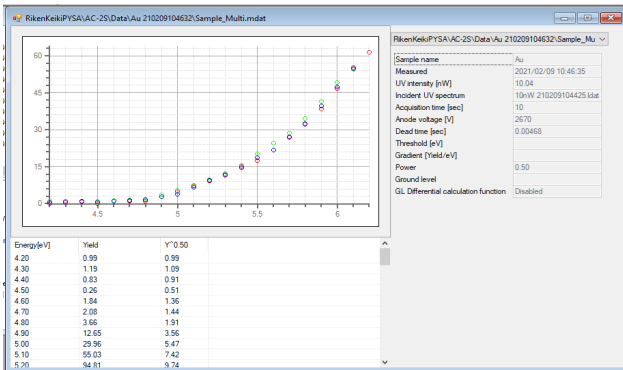 RikenKeikiPYSA\AC-2S\Data\Au 210209104632\Sample_Multi.mdat
RikenKeikiPYSA\AC-2S\Data\Au 210209104632\Sample_Mu
60
45
30
15
0
4.5 5 5.5 6
Sample name Au
Measured 2021/02/09 10:46:35
UV intensity [nW] 10.04
Incident UV spectrum 10nW 210209104425.ldat
Acquisition time [sec] 10
Anode voltage [V] 2670
Dead time [sec] 0.00468
Threshold [eV]
Gradient [Yield/eV]
Power 0.50
Ground level
GL Differential calculation function Disabled
Energy[eV] Yield Y^0.50
4.20 0.99 0.99
4.30 1.19 1.09
4.40 0.83 0.91
4.50 0.26 0.51
4.60 1.84 1.36
4.70 2.08 1.44
4.80 3.66 1.91
4.90 12.65 3.56
5.00 29.96 5.47
5.10 55.03 7.42
5.20 94.81 9.74